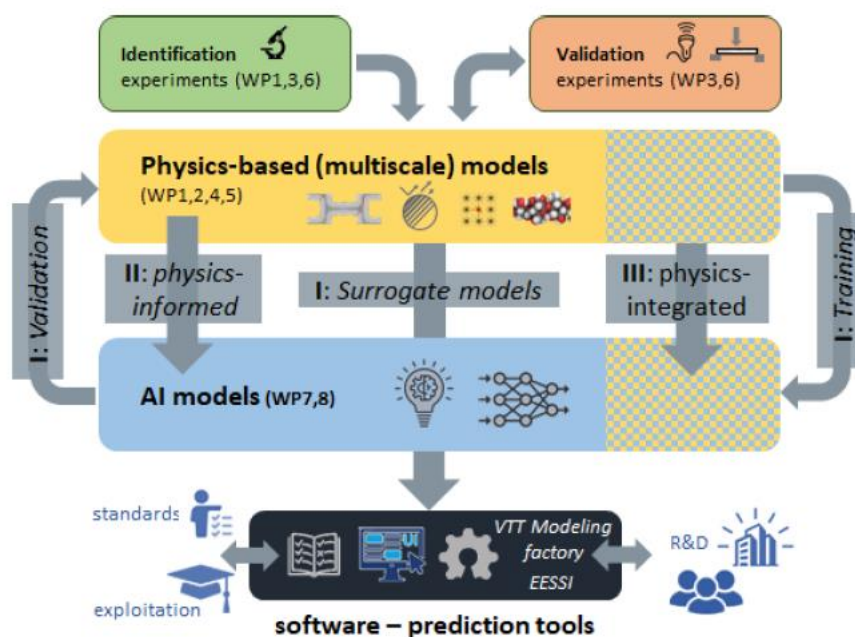 Identification
experiments (WP1,3,6)
Validation
experiments (WP3,6)
Physics-based (multiscale) models
(WP1,2,4,5)
I: Validation
II: physics-
informed
I: Surrogate models
III: physics-
integrated
I: Training
AI models (WP7,8)
standards
exploitation
UI
VTT Modeling
factory
EESSI
R&D
software – prediction tools